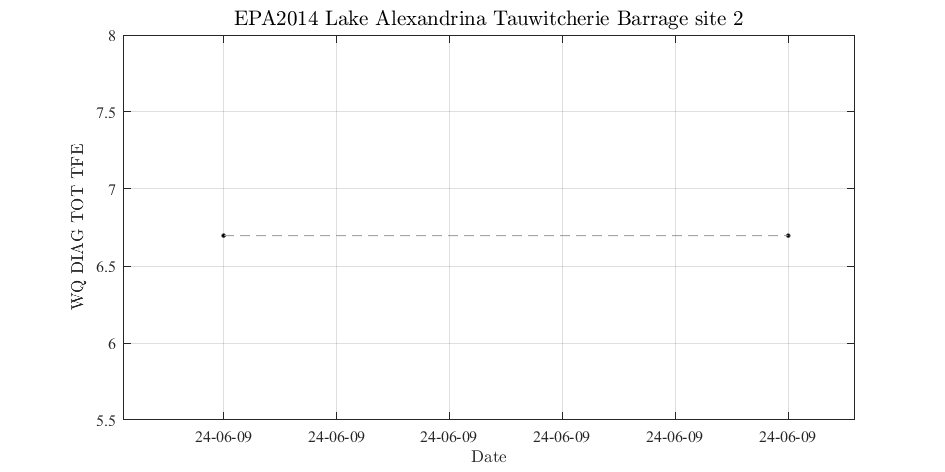 EPA2014 Lake Alexandrina Tauwitcherie Barrage site 2
8
7.5
7
6.5
6
5.5
WQ DIAG TOT TFE
24-06-09 24-06-09 24-06-09 24-06-09 24-06-09 24-06-09
Date